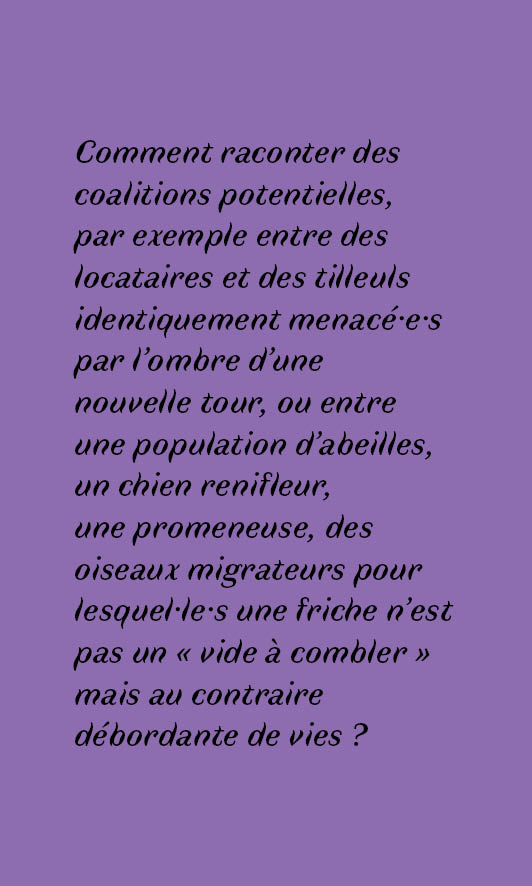 Comment raconter des
coalitions potentielles,
par exemple entre des
locataires et des tilleuls
identiquement menacé·e·s
par l’ombre d’une
nouvelle tour, ou entre
une population d’abeilles,
un chien renifleur,
une promeneuse, des
oiseaux migrateurs pour
lesquel·le·s une friche n’est
pas un « vide à combler »
mais au contraire
débordante de vies ?